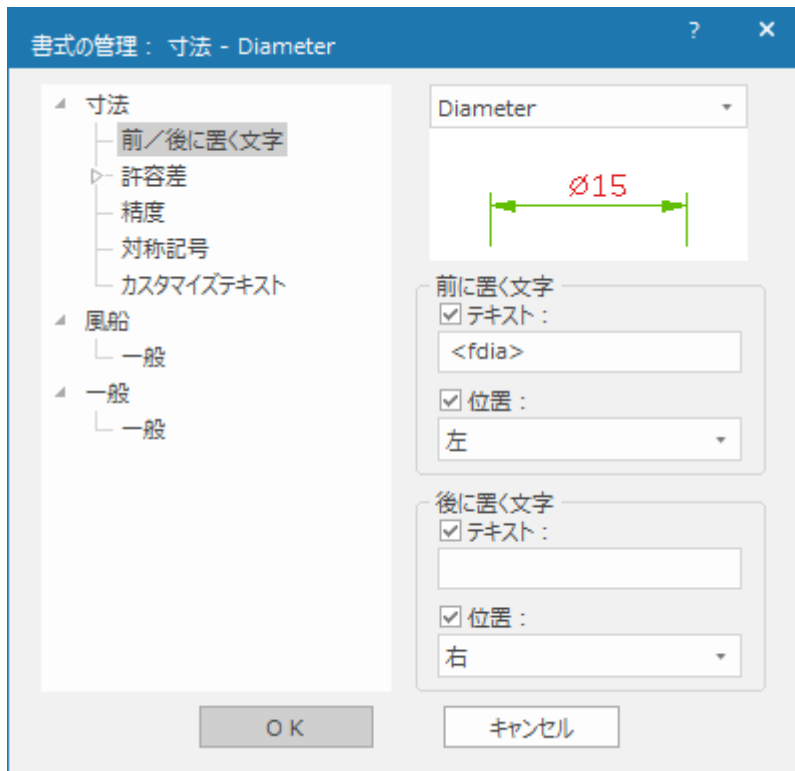 書式の管理： 寸法 - Diameter
?
×
寸法
前／後に置く文字
許容差
精度
対称記号
カスタマイズテキスト
風船
一般
一般
一般
Diameter
Ø15
前に置く文字
テキスト：
<fdia>
位置：
左
後に置く文字
テキスト：
位置：
右
ＯＫ
キャンセル